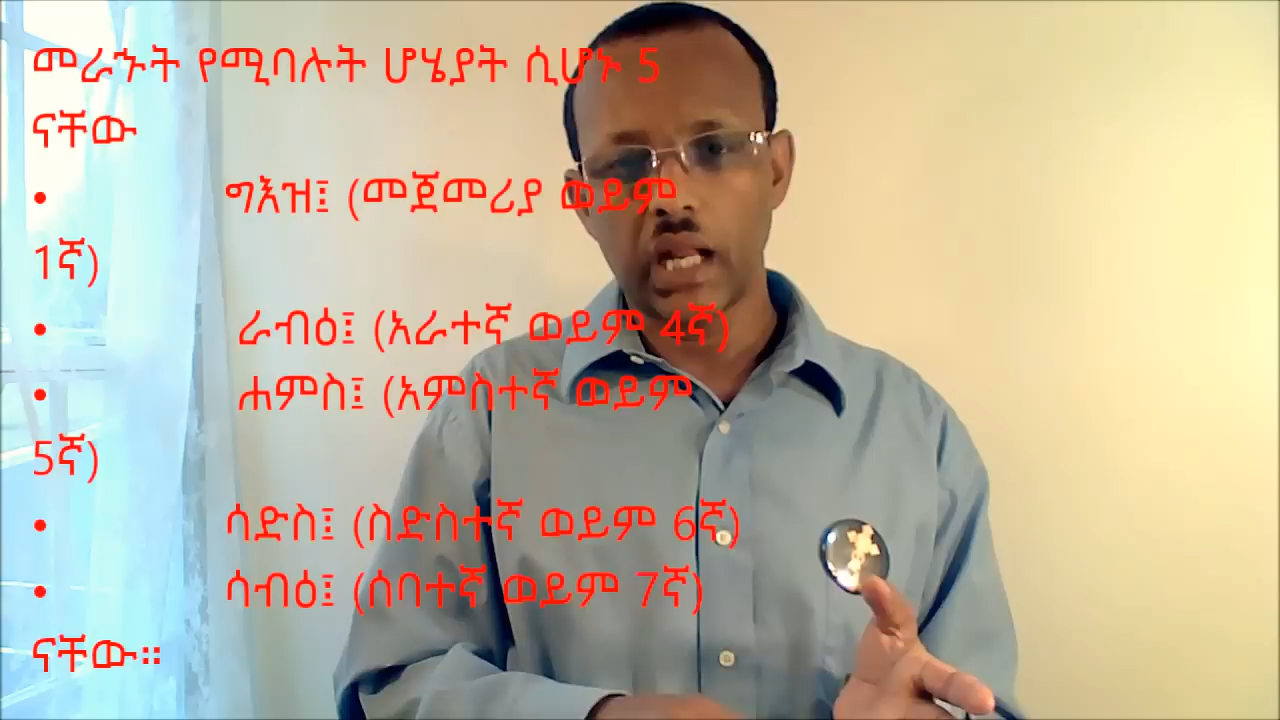 መራኁት የሚባሉት ሆሄያት ሲሆኑ 5
ናቸው
• ግእዝ፤ (መጀመሪያ ወይም
1ኛ)
• ራብዕ፤ (አራተኛ ወይም 4ኛ)
• ሐምስ፤ (አምስተኛ ወይም
5ኛ)
• ሳድስ፤ (ስድስተኛ ወይም 6ኛ)
• ሳብዕ፤ (ሰባተኛ ወይም 7ኛ)
ናቸው።